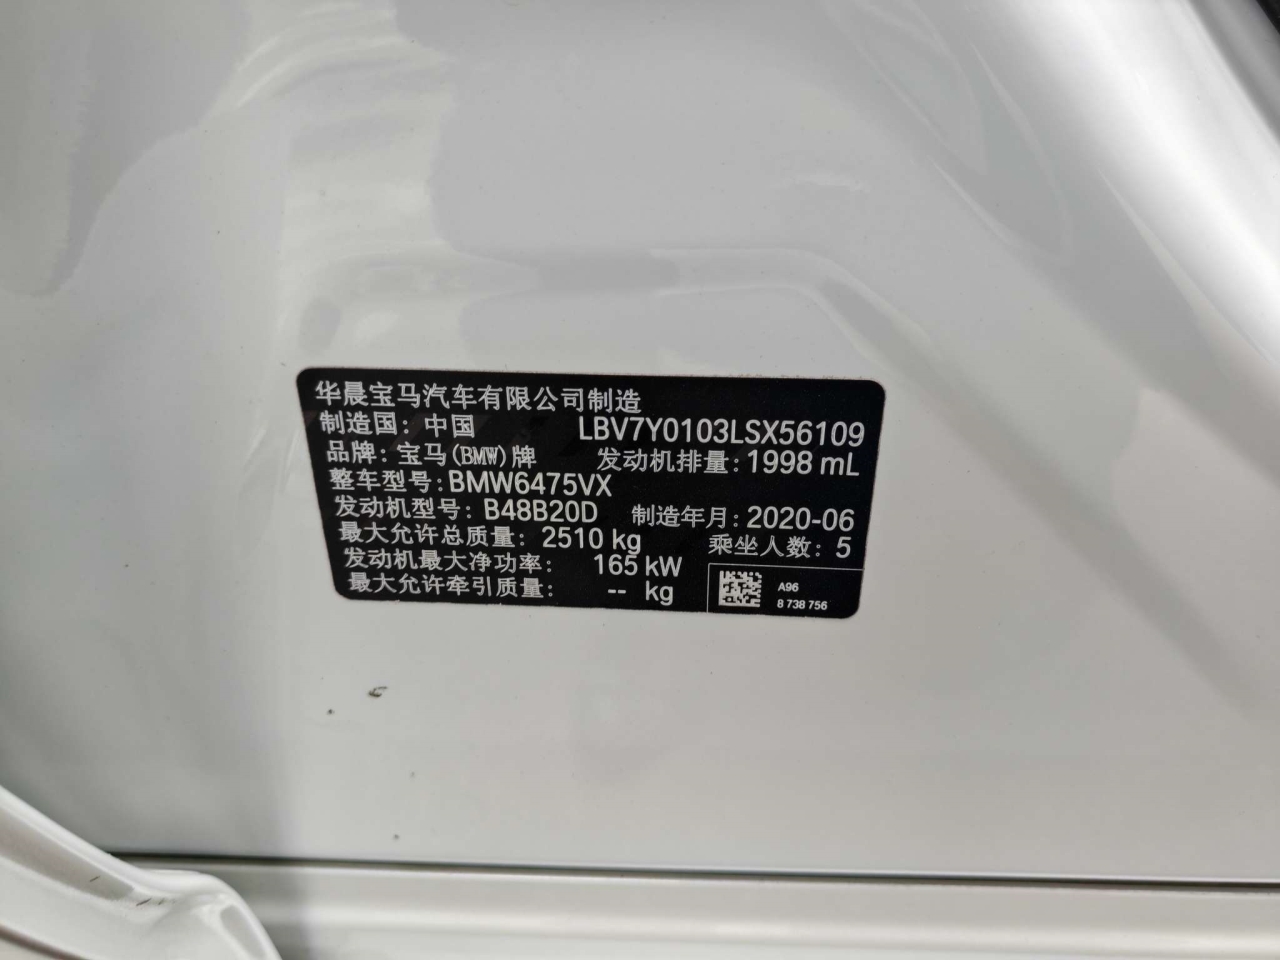 华晨宝马汽车有限公司制造
制造国：中国 LBV7Y0103LSX56109
品牌：宝马(BMW)牌 发动机排量：1998 mL
整车型号：BMW6475VX
发动机型号：B48B20D 制造年月：2020-06
最大允许总质量：2510 kg 乘坐人数：5
发动机最大净功率：165 kW
最大允许牵引质量：-- kg
A96
8 738 756